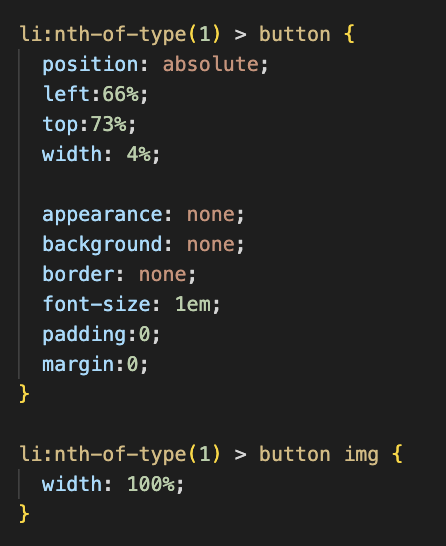 li:nth-of-type(1) > button {
position: absolute;
left:66%;
top:73%;
width: 4%;
appearance: none;
background: none;
border: none;
font-size: 1em;
padding:0;
margin:0;
}
li:nth-of-type(1) > button img {
width: 100%;
}